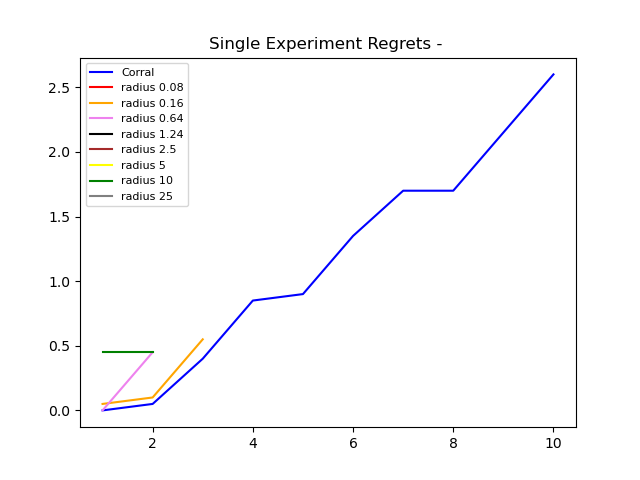 Single Experiment Regrets -
Corral
radius 0.08
radius 0.16
radius 0.64
radius 1.24
radius 2.5
radius 5
radius 10
radius 25
2.5
2.0
1.5
1.0
0.5
0.0
2 4 6 8 10